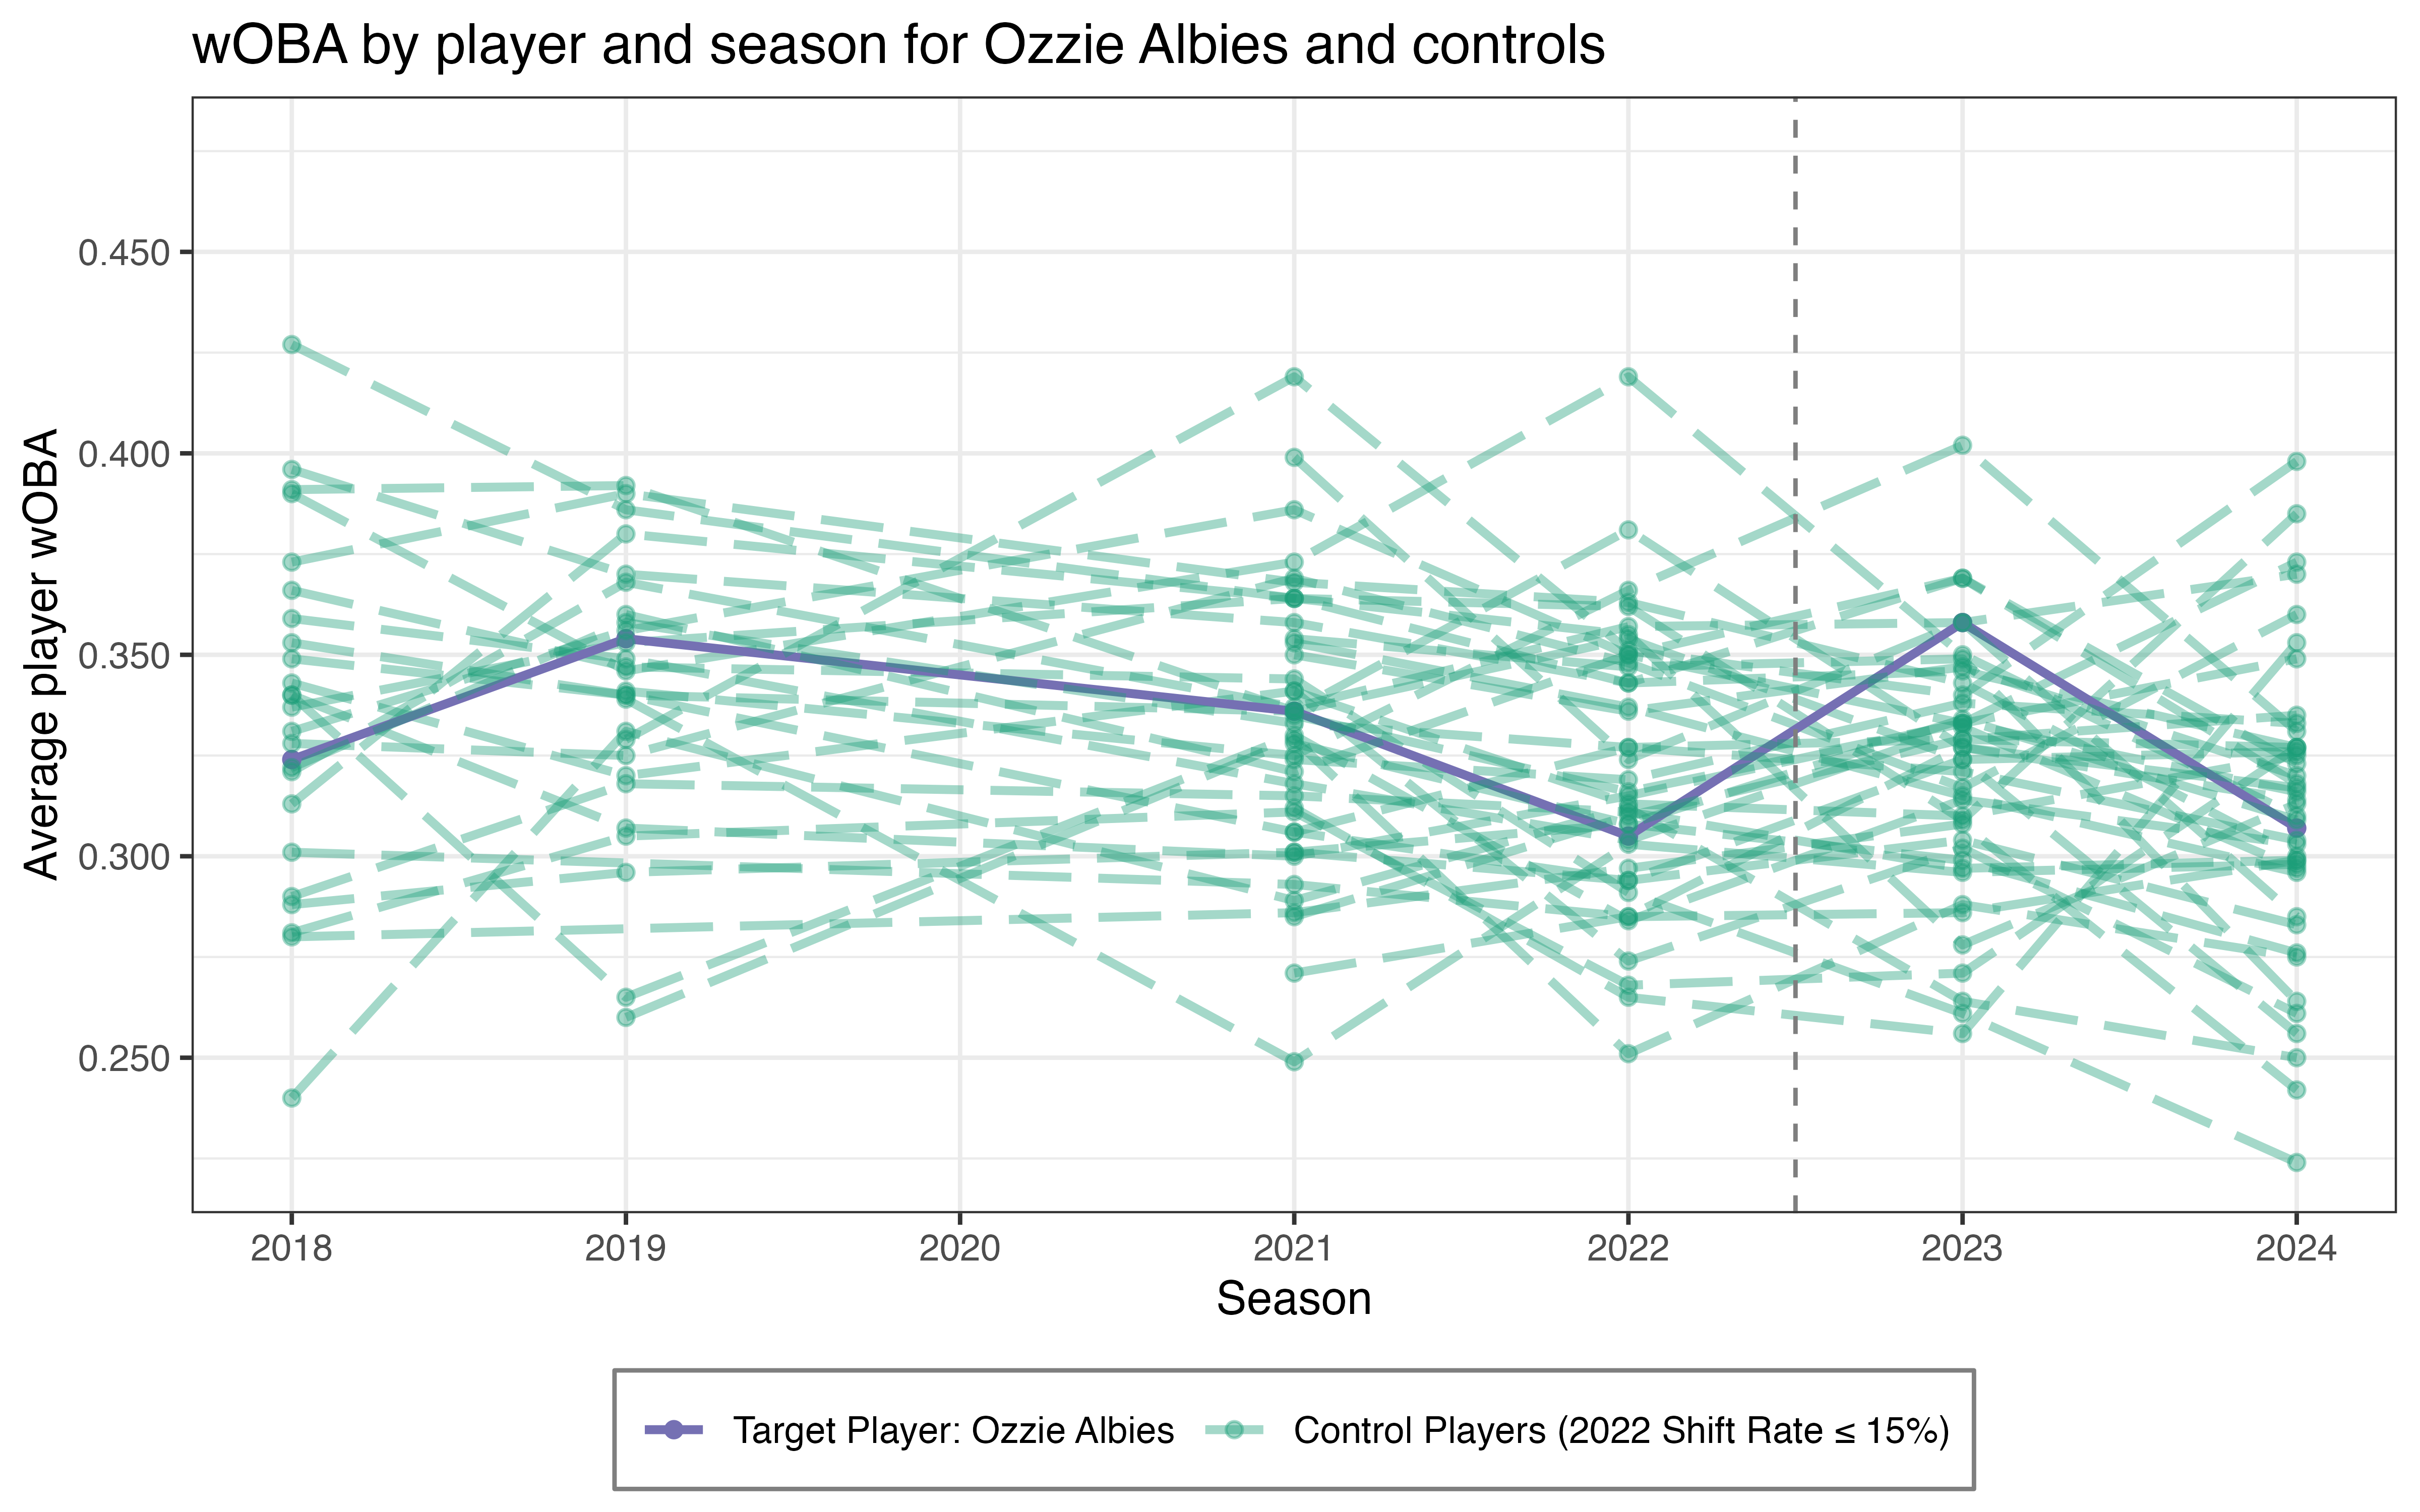 wOBA by player and season for Ozzie Albies and controls
Average player wOBA
0.450
0.400
0.350
0.300
0.250
2018 2019 2020 2021 2022 2023 2024
Season
Target Player: Ozzie Albies Control Players (2022 Shift Rate ≤ 15%)